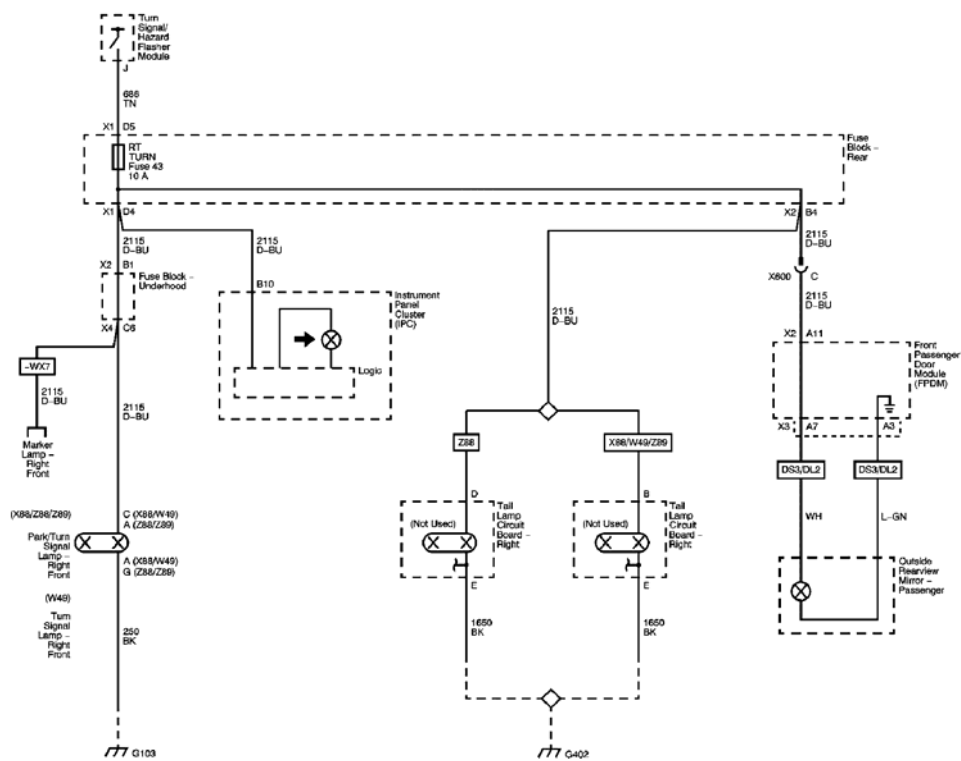 Turn
Signal/
Hazard
Flasher
Module
J
686
TN
X1 D5
RT
TURN
Fuse 43
10 A
Fuse
Block –
Rear
X1 D4
X2 B4
2115
D–BU
2115
D–BU
2115
D–BU
X2 B1
Fuse Block –
Underhood
X600 C
B10
Instrument
Panel
Cluster
(IPC)
2115
D–BU
2115
D–BU
X4 C6
X2 A11
Front
Passenger
Door
Module
(FPDM)
–WX7
Logic
2115
D–BU
2115
D–BU
X3 A7
A3
Z88
X88/W49/Z89
Marker
Lamp –
Right
Front
DS3/DL2
DS3/DL2
D
B
(X88/Z88/Z89)
C (X88/W49)
A (Z88/Z89)
(Not Used)
Tail
Lamp
Circuit
Board –
Right
(Not Used)
Tail
Lamp
Circuit
Board –
Right
WH
L–GN
Park/Turn
Signal
Lamp –
Right
Front
A (X88/W49)
G (Z88/Z89)
Outside
Rearview
Mirror –
Passenger
E
E
(W49)
Turn
Signal
Lamp –
Right
Front
250
BK
1650
BK
1650
BK
G103
G402